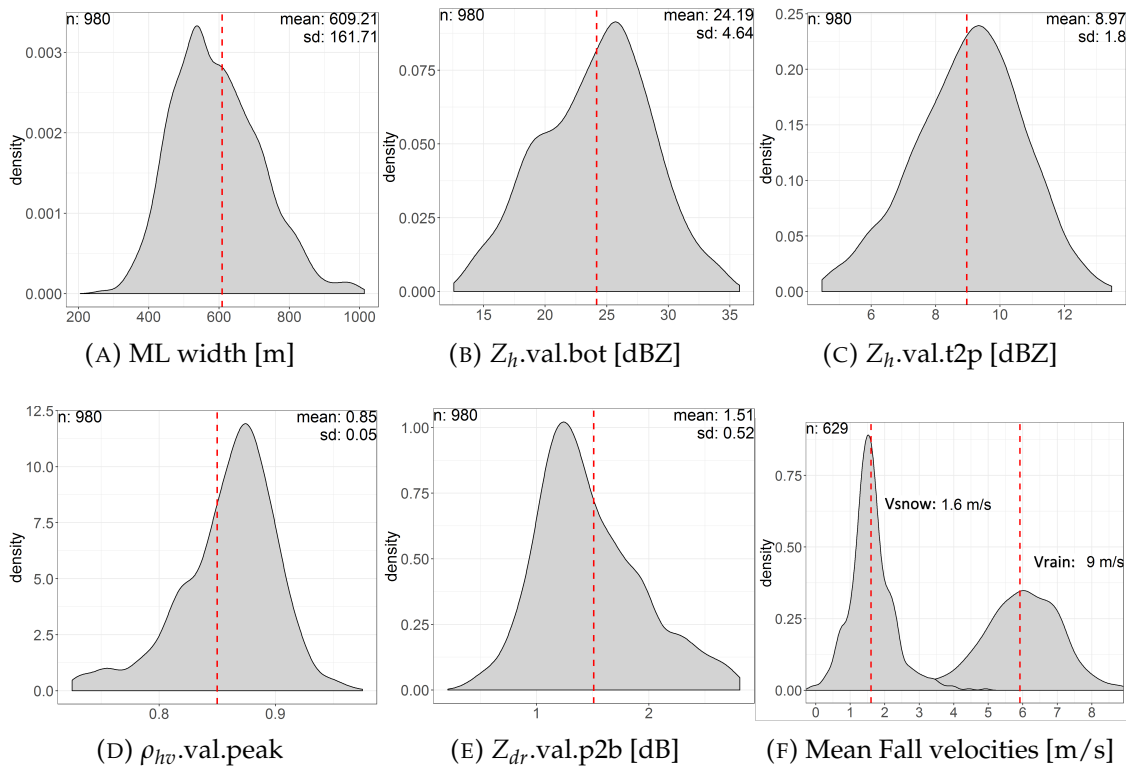 n: 980
mean: 609.21
sd: 161.71
density
0.003
0.002
0.001
0.000
200 400 600 800 1000
(A) ML width [m]
n: 980
mean: 24.19
sd: 4.64
density
0.075
0.050
0.025
0.000
15 20 25 30 35
(B) Zh.val.bot [dBZ]
n: 980
mean: 8.97
sd: 1.8
density
0.25
0.20
0.15
0.10
0.05
0.00
6 8 10 12
(C) Zh.val.t2p [dBZ]
n: 980
mean: 0.85
sd: 0.05
density
12.5
10.0
7.5
5.0
2.5
0.0
0.8 0.9
(D) ρhv.val.peak
n: 980
mean: 1.51
sd: 0.52
density
1.00
0.75
0.50
0.25
0.00
1 2
(E) Zdr.val.p2b [dB]
n: 629
density
0.75
0.50
0.25
0.00
Vsnow: 1.6 m/s
Vrain: 9 m/s
0 1 2 3 4 5 6 7 8
(F) Mean Fall velocities [m/s]